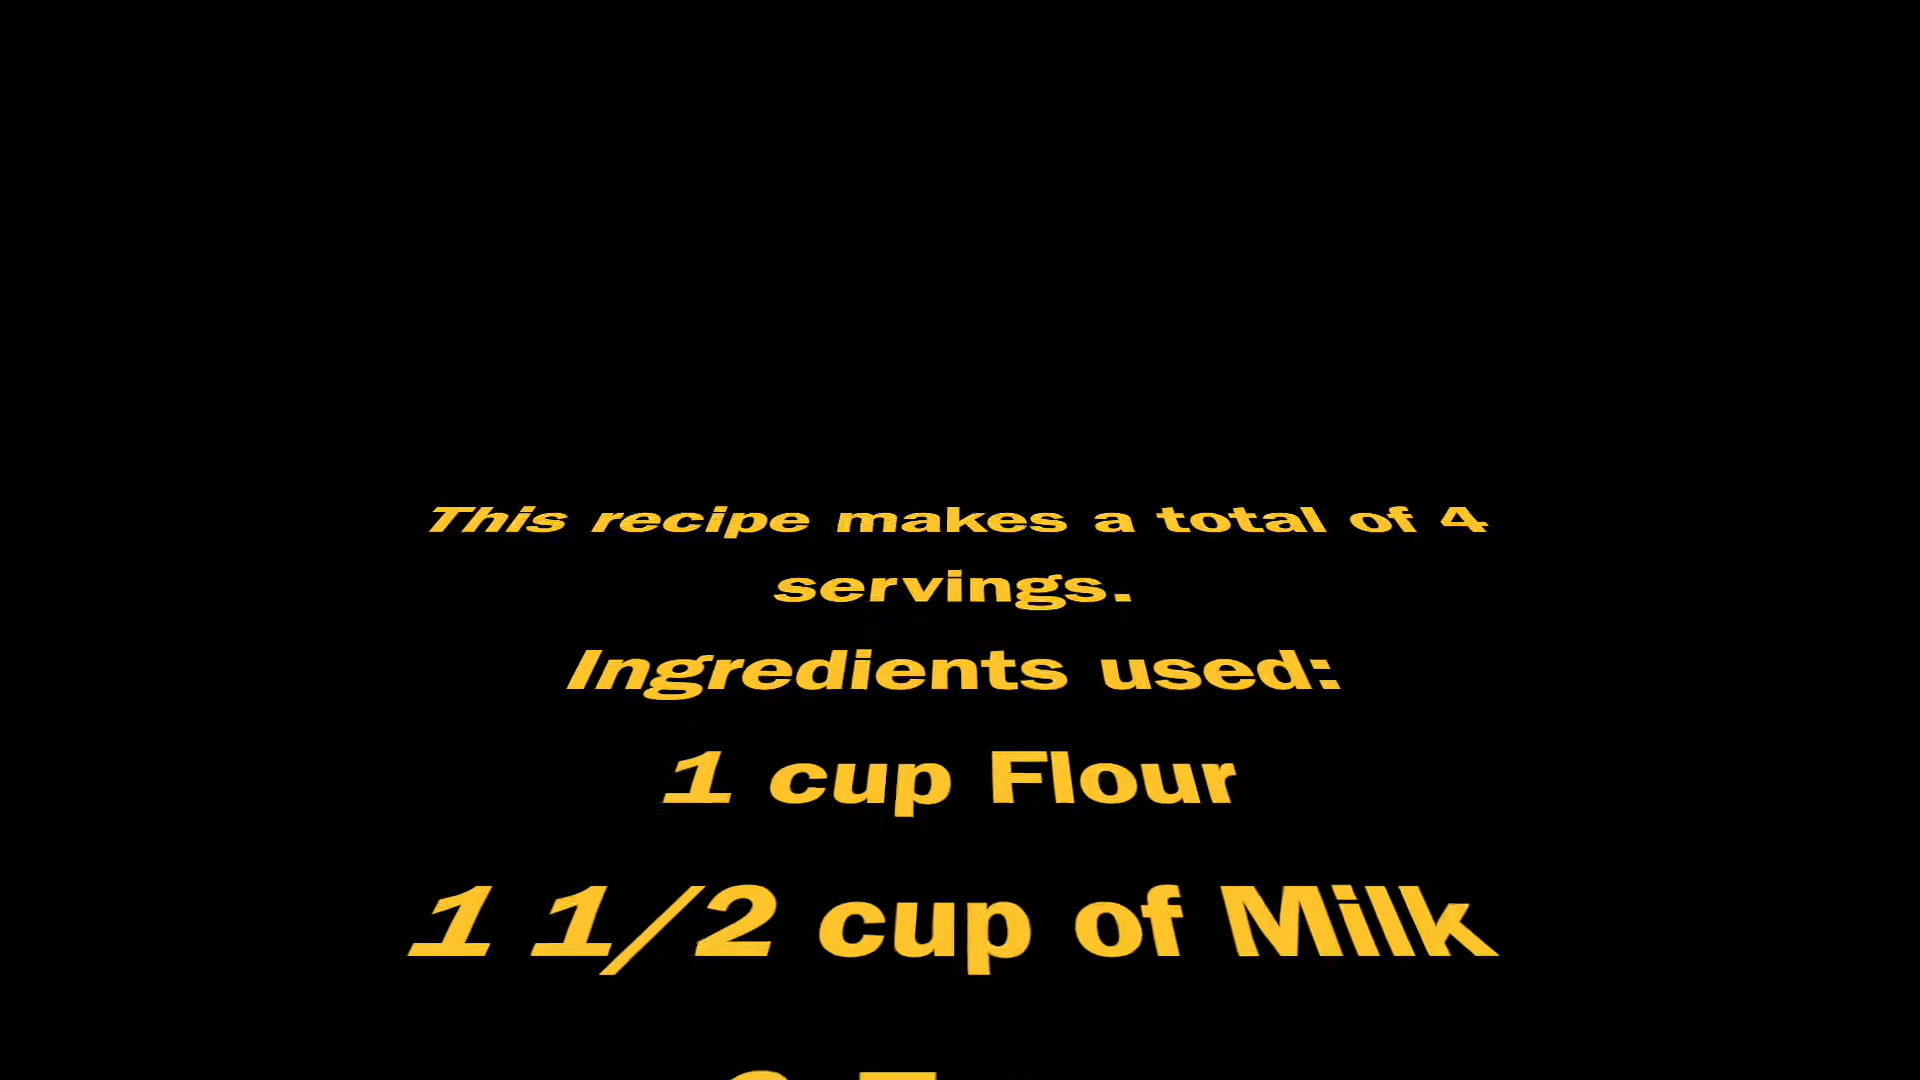 This recipe makes a total of 4
servings.
Ingredients used:
1 cup Flour
1 1/2 cup of Milk